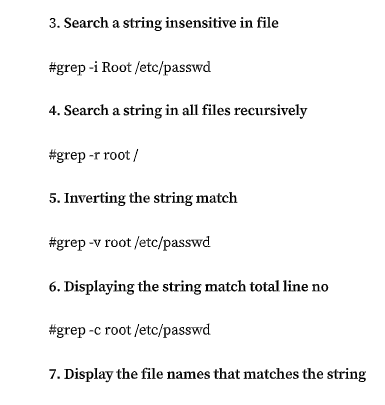 3. Search a string insensitive in file
#grep -i Root /etc/passwd
4. Search a string in all files recursively
#grep -r root /
5. Inverting the string match
#grep -v root /etc/passwd
6. Displaying the string match total line no
#grep -c root /etc/passwd
7. Display the file names that matches the string